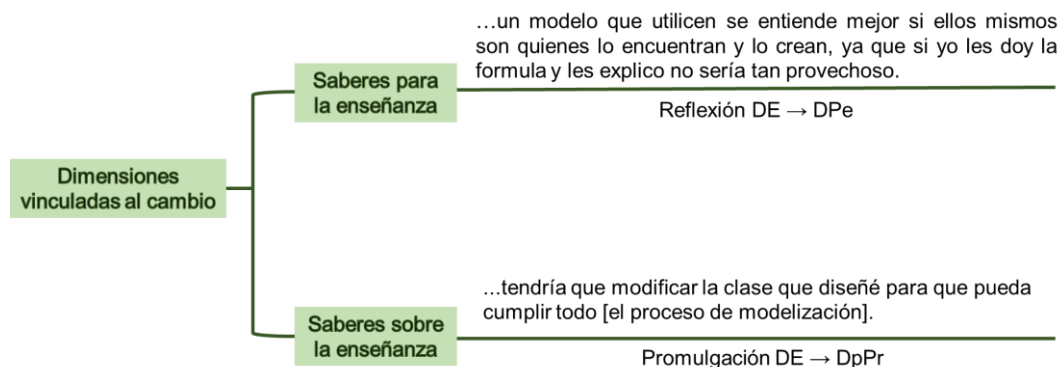 …un modelo que utilicen se entiende mejor si ellos mismos
son quienes lo encuentran y lo crean, ya que si yo les doy la
formula y les explico no sería tan provechoso.
Saberes para
la enseñanza
Reflexión DE → DPe
Dimensiones
vinculadas al cambio
…tendría que modificar la clase que diseñé para que pueda
cumplir todo [el proceso de modelización].
Saberes sobre
la enseñanza
Promulgación DE → DpPr